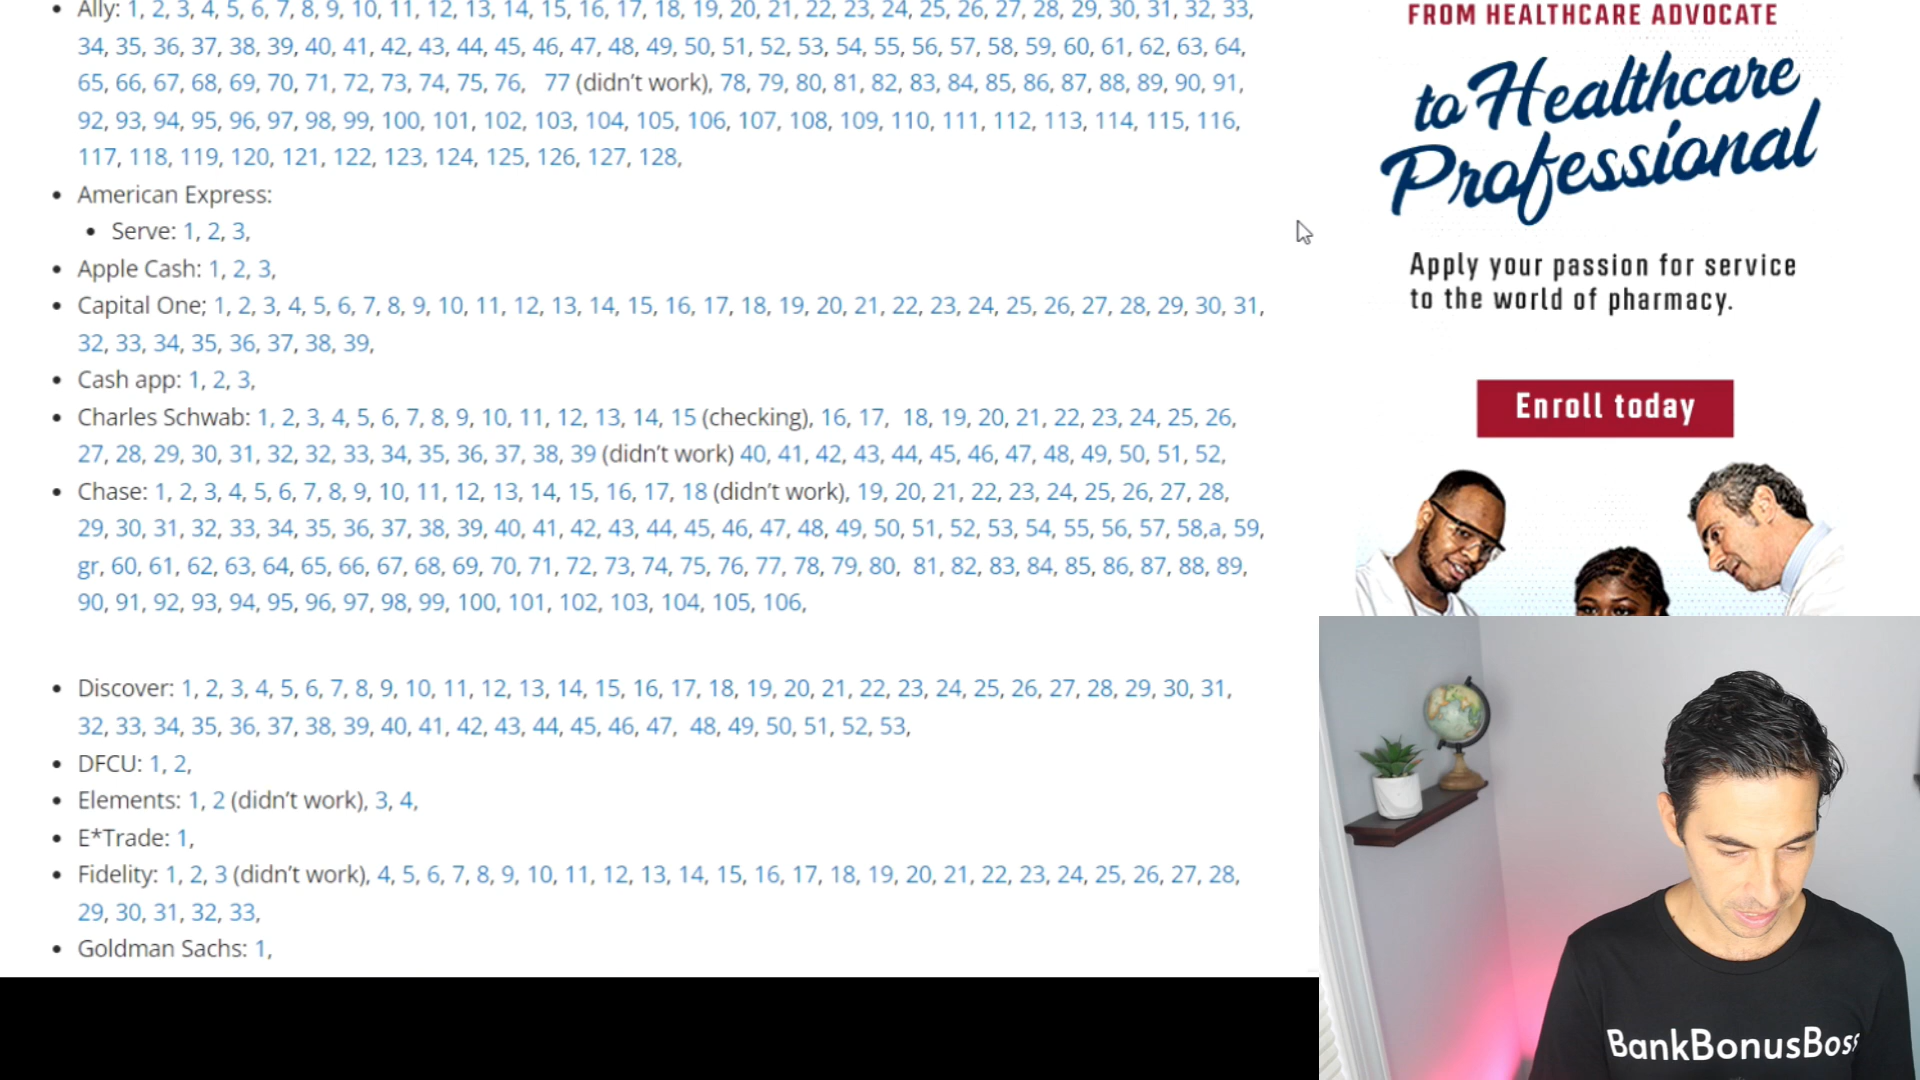 Ally: 1, 2, 3, 4, 5, 6, 7, 8, 9, 10, 11, 12, 13, 14, 15, 16, 17, 18, 19, 20, 21, 22, 23, 24, 25, 26, 27, 28, 29, 30, 31, 32, 33,
34, 35, 36, 37, 38, 39, 40, 41, 42, 43, 44, 45, 46, 47, 48, 49, 50, 51, 52, 53, 54, 55, 56, 57, 58, 59, 60, 61, 62, 63, 64,
65, 66, 67, 68, 69, 70, 71, 72, 73, 74, 75, 76, 77 (didn't work), 78, 79, 80, 81, 82, 83, 84, 85, 86, 87, 88, 89, 90, 91,
92, 93, 94, 95, 96, 97, 98, 99, 100, 101, 102, 103, 104, 105, 106, 107, 108, 109, 110, 111, 112, 113, 114, 115, 116,
117, 118, 119, 120, 121, 122, 123, 124, 125, 126, 127, 128,
American Express:
Serve: 1, 2, 3,
Apple Cash: 1, 2, 3,
Capital One; 1, 2, 3, 4, 5, 6, 7, 8, 9, 10, 11, 12, 13, 14, 15, 16, 17, 18, 19, 20, 21, 22, 23, 24, 25, 26, 27, 28, 29, 30, 31,
32, 33, 34, 35, 36, 37, 38, 39,
Cash app: 1, 2, 3,
Charles Schwab: 1, 2, 3, 4, 5, 6, 7, 8, 9, 10, 11, 12, 13, 14, 15 (checking), 16, 17, 18, 19, 20, 21, 22, 23, 24, 25, 26,
27, 28, 29, 30, 31, 32, 32, 33, 34, 35, 36, 37, 38, 39 (didn't work) 40, 41, 42, 43, 44, 45, 46, 47, 48, 49, 50, 51, 52,
Chase: 1, 2, 3, 4, 5, 6, 7, 8, 9, 10, 11, 12, 13, 14, 15, 16, 17, 18 (didn't work), 19, 20, 21, 22, 23, 24, 25, 26, 27, 28,
29, 30, 31, 32, 33, 34, 35, 36, 37, 38, 39, 40, 41, 42, 43, 44, 45, 46, 47, 48, 49, 50, 51, 52, 53, 54, 55, 56, 57, 58,a, 59,
gr, 60, 61, 62, 63, 64, 65, 66, 67, 68, 69, 70, 71, 72, 73, 74, 75, 76, 77, 78, 79, 80, 81, 82, 83, 84, 85, 86, 87, 88, 89,
90, 91, 92, 93, 94, 95, 96, 97, 98, 99, 100, 101, 102, 103, 104, 105, 106,
Discover: 1, 2, 3, 4, 5, 6, 7, 8, 9, 10, 11, 12, 13, 14, 15, 16, 17, 18, 19, 20, 21, 22, 23, 24, 25, 26, 27, 28, 29, 30, 31,
32, 33, 34, 35, 36, 37, 38, 39, 40, 41, 42, 43, 44, 45, 46, 47, 48, 49, 50, 51, 52, 53,
DFCU: 1, 2,
Elements: 1, 2 (didn't work), 3, 4,
E*Trade: 1,
Fidelity: 1, 2, 3 (didn't work), 4, 5, 6, 7, 8, 9, 10, 11, 12, 13, 14, 15, 16, 17, 18, 19, 20, 21, 22, 23, 24, 25, 26, 27, 28,
29, 30, 31, 32, 33,
Goldman Sachs: 1,
FROM HEALTHCARE ADVOCATE
to Healthcare
Professional
Apply your passion for service
to the world of pharmacy.
Enroll today
BankBonusBoss